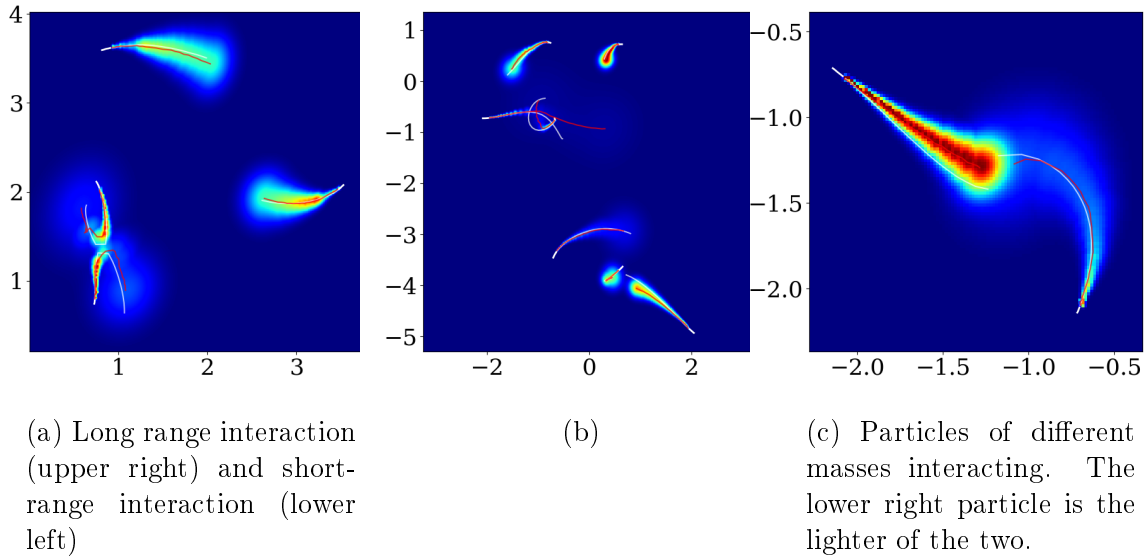 4
3
2
1
1
2
3
1
0
−1
−2
−3
−4
−5
−2
0
2
−0.5
−1.0
−1.5
−2.0
−2.0
−1.5
−1.0
−0.5
(a) Long range interaction
(upper right) and short-
range interaction (lower
left)
(b)
(c) Particles of different
masses interacting. The
lower right particle is the
lighter of the two.